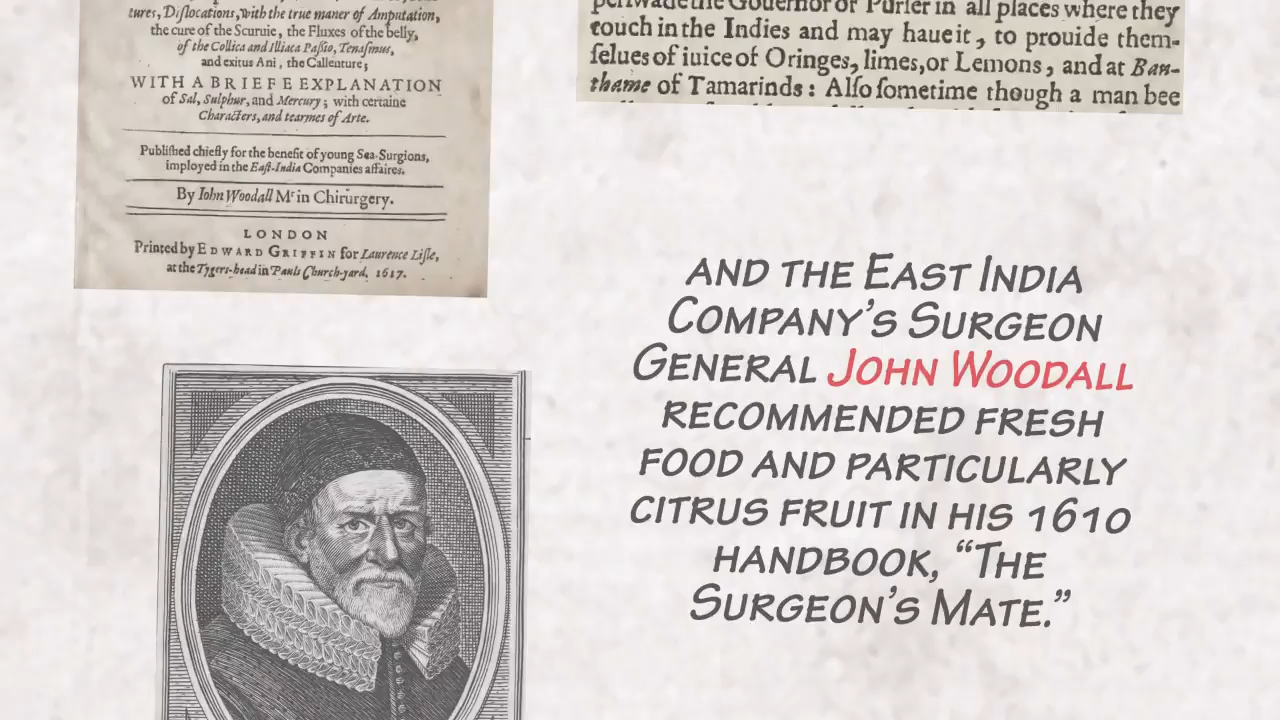 tures, Diſlocations, with the true maner of Amputation,
the cure of the Scuruie, the Fluxes of the belly,
of the Collica and Illiaca Paſsio, Tenaſmus,
and exitus Ani, the Callenture;
WITH A BRIEFE EXPLANATION
of Sal, Sulphur, and Mercury; with certaine
Characters, and tearmes of Arte.
Publiſhed chiefly for the benefit of young Sea-Surgions,
imployed in the Eaſt-India Companies affaires.
By Iohn Woodall Mr in Chirurgery.
LONDON
Printed by EDWARD GRIFFIN for Laurence Liſle,
at the Tygers-head in Pauls Church-yard, 1617.
perſwade the Gouernor or Purſer in all places where they
touch in the Indies and may haue it, to prouide them-
ſelues of iuice of Oringes, limes, or Lemons, and at Ban-
thame of Tamarinds: Alſo ſometime though a man bee
AND THE EAST INDIA
COMPANY'S SURGEON
GENERAL JOHN WOODALL
RECOMMENDED FRESH
FOOD AND PARTICULARLY
CITRUS FRUIT IN HIS 1610
HANDBOOK, “THE
SURGEON'S MATE.”